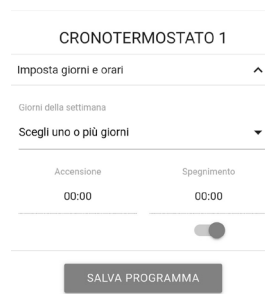 CRONOTERMOSTATO 1
Imposta giorni e orari
Giorni della settimana
Scegli uno o più giorni
Accensione Spegnimento
00:00 00:00
SALVA PROGRAMMA